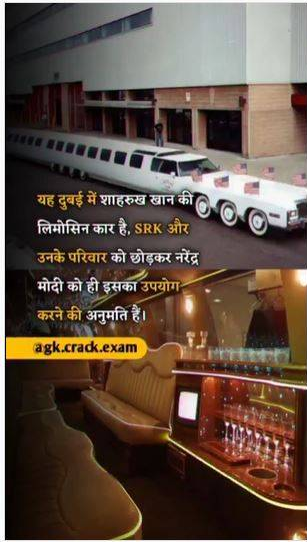 यह दुबई में शाहरुख खान की
लिमोसिन कार है, SRK और
उनके परिवार को छोड़कर नरेंद्र
मोदी को ही इसका उपयोग
करने की अनुमति हैं।
@agk.crack.exam